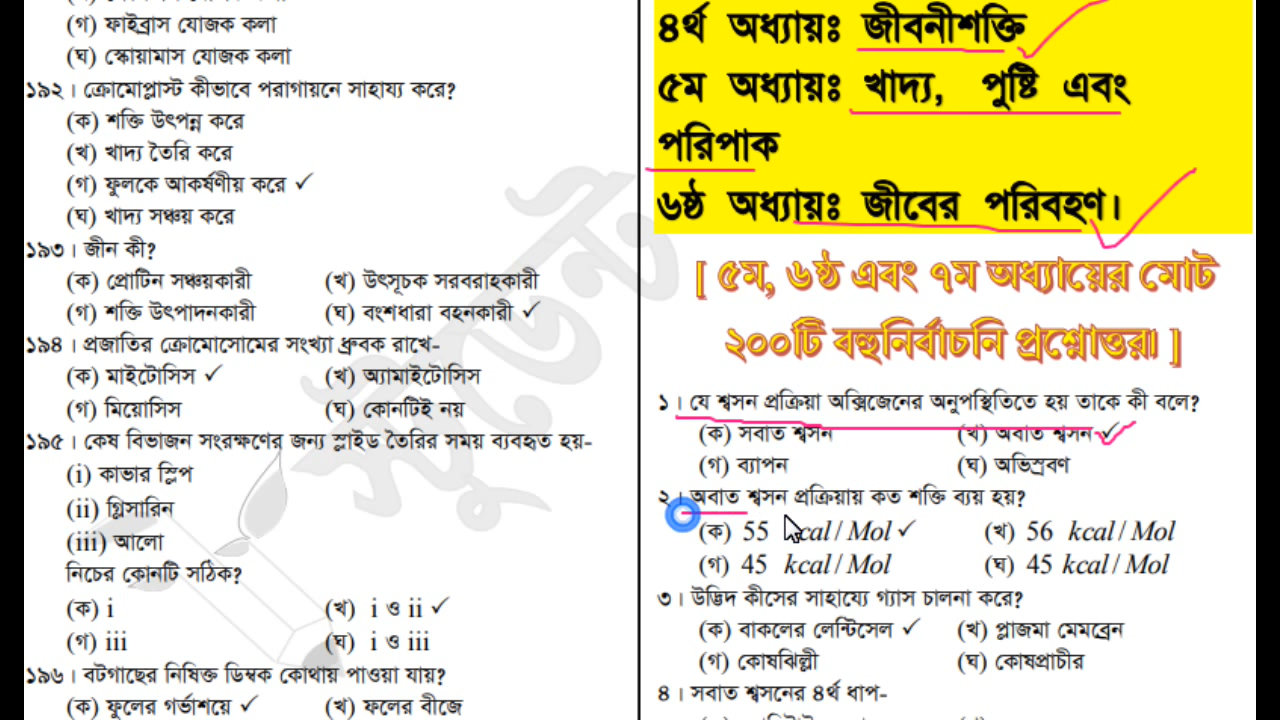 (গ) ফাইব্রাস যোজক কলা
(ঘ) স্কোয়ামাস যোজক কলা
১৯২। ক্রোমোপ্লাস্ট কীভাবে পরাগায়নে সাহায্য করে?
(ক) শক্তি উৎপন্ন করে
(খ) খাদ্য তৈরি করে
(গ) ফুলকে আকর্ষণীয় করে ✓
(ঘ) খাদ্য সঞ্চয় করে
১৯৩। জীন কী?
(ক) প্রোটিন সঞ্চয়কারী (খ) উৎসূচক সরবরাহকারী
(গ) শক্তি উৎপাদনকারী (ঘ) বংশধারা বহনকারী ✓
১৯৪। প্রজাতির ক্রোমোসোমের সংখ্যা ধ্রুবক রাখে-
(ক) মাইটোসিস ✓ (খ) অ্যামাইটোসিস
(গ) মিয়োসিস (ঘ) কোনটিই নয়
১৯৫। কেষ বিভাজন সংরক্ষণের জন্য স্লাইড তৈরির সময় ব্যবহৃত হয়-
(i) কাভার স্লিপ
(ii) গ্লিসারিন
(iii) আলো
নিচের কোনটি সঠিক?
(ক) i (খ) i ও ii ✓
(গ) iii (ঘ) i ও iii
১৯৬। বটগাছের নিষিক্ত ডিম্বক কোথায় পাওয়া যায়?
(ক) ফুলের গর্ভাশয়ে ✓ (খ) ফলের বীজে
স্টুডেন্ট
৪র্থ অধ্যায়ঃ জীবনীশক্তি
৫ম অধ্যায়ঃ খাদ্য, পুষ্টি এবং
পরিপাক
৬ষ্ঠ অধ্যায়ঃ জীবের পরিবহণ।
[ ৫ম, ৬ষ্ঠ এবং ৭ম অধ্যায়ের মোট
২০০টি বহুনির্বাচনি প্রশ্নোত্তর। ]
১। যে শ্বসন প্রক্রিয়া অক্সিজেনের অনুপস্থিতিতে হয় তাকে কী বলে?
(ক) সবাত শ্বসন (খ) অবাত শ্বসন ✓
(গ) ব্যাপন (ঘ) অভিস্রবণ
২। অবাত শ্বসন প্রক্রিয়ায় কত শক্তি ব্যয় হয়?
(ক) 55 kcal / Mol ✓ (খ) 56 kcal / Mol
(গ) 45 kcal / Mol (ঘ) 45 kcal / Mol
৩। উদ্ভিদ কীসের সাহায্যে গ্যাস চালনা করে?
(ক) বাকলের লেন্টিসেল ✓ (খ) প্লাজমা মেমব্রেন
(গ) কোষঝিল্লী (ঘ) কোষপ্রাচীর
৪। সবাত শ্বসনের ৪র্থ ধাপ-